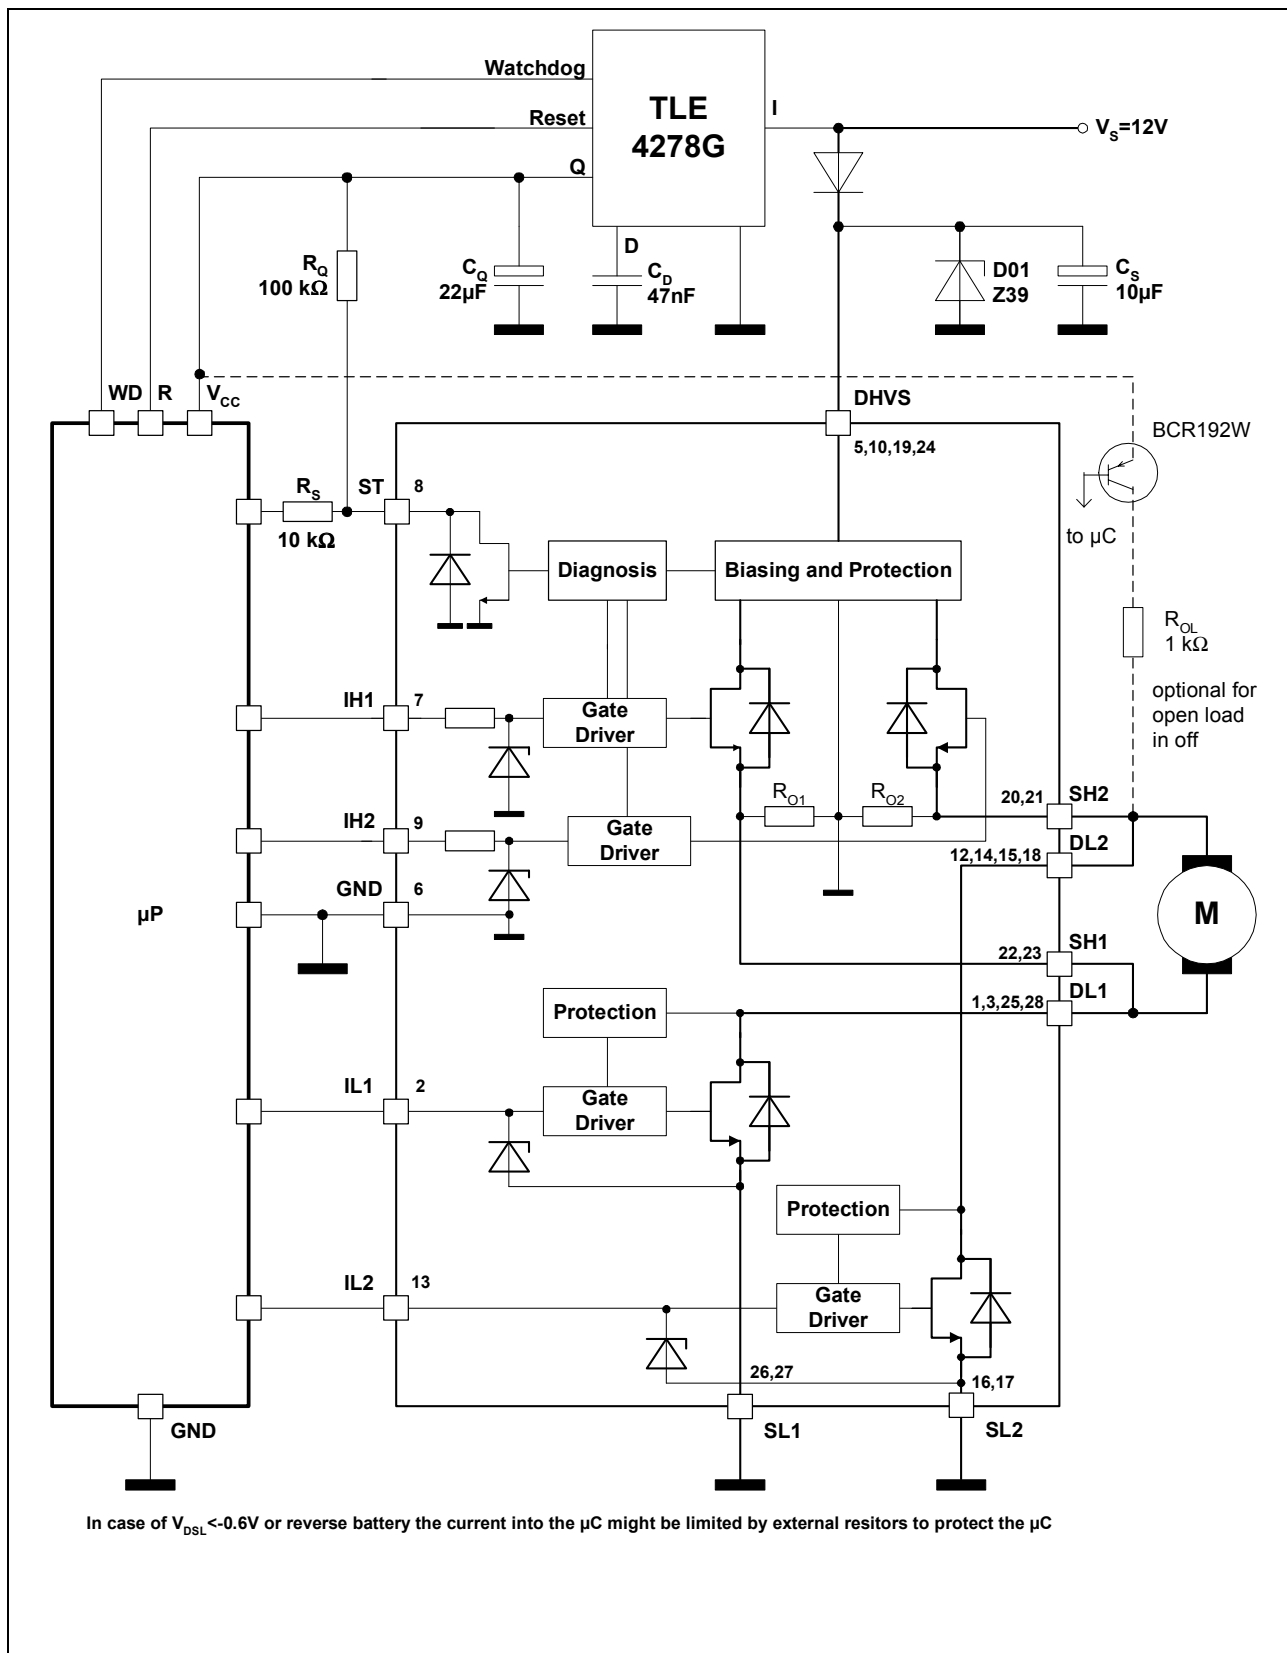 Watchdog
TLE
4278G
I
Reset
V_S=12V
Q
D
R_Q
100 kΩ
C_Q
22µF
C_D
47nF
D01
Z39
C_S
10µF
WD R V_CC
DHVS
5,10,19,24
BCR192W
R_S
10 kΩ
ST 8
to µC
Diagnosis
Biasing and Protection
R_OL
1 kΩ
optional for
open load
in off
IH1 7
Gate
Driver
R_O1
R_O2
20,21 SH2
IH2 9
Gate
Driver
12,14,15,18 DL2
GND 6
µP
M
22,23 SH1
1,3,25,28 DL1
Protection
IL1 2
Gate
Driver
Protection
IL2 13
Gate
Driver
26,27
16,17
GND
SL1
SL2
In case of V_DSL<-0.6V or reverse battery the current into the µC might be limited by external resitors to protect the µC